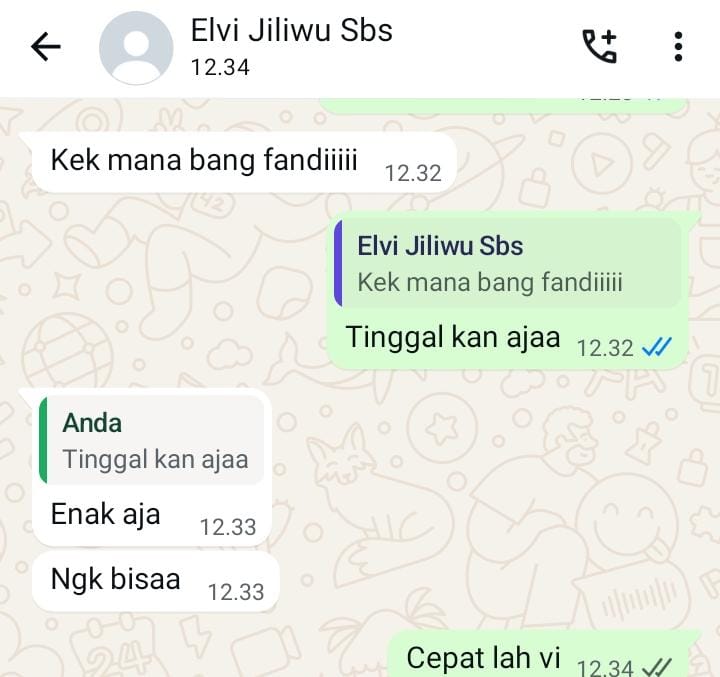 Elvi Jiliwu Sbs
12.34
Kek mana bang fandiiiii 12.32
Elvi Jiliwu Sbs
Kek mana bang fandiiiii
Tinggal kan ajaa 12.32
Anda
Tinggal kan ajaa
Enak aja 12.33
Ngk bisaa 12.33
Cepat lah vi 12.34